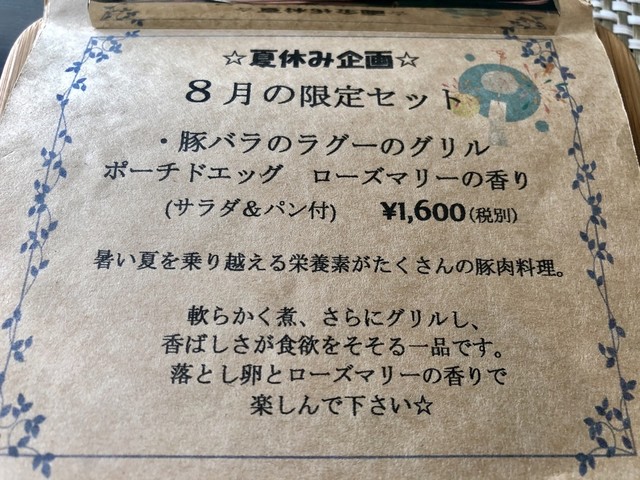 ☆夏休み企画☆
8月の限定セット
・豚バラのラグーのグリル
ポーチドエッグ ローズマリーの香り
(サラダ＆パン付) ¥1,600(税別)
暑い夏を乗り越える栄養素がたくさんの豚肉料理。
軟らかく煮、さらにグリルし、
香ばしさが食欲をそそる一品です。
落とし卵とローズマリーの香りで
楽しんで下さい☆